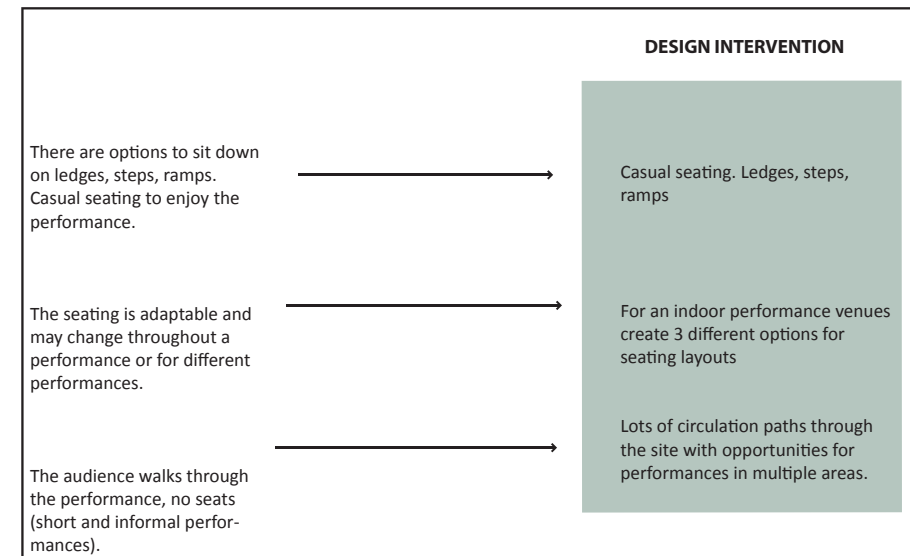 DESIGN INTERVENTION
There are options to sit down
on ledges, steps, ramps.
Casual seating to enjoy the
performance.
Casual seating. Ledges, steps,
ramps
The seating is adaptable and
may change throughout a
performance or for different
performances.
For an indoor performance venues
create 3 different options for
seating layouts
The audience walks through
the performance, no seats
(short and informal perfor-
mances).
Lots of circulation paths through
the site with opportunities for
performances in multiple areas.